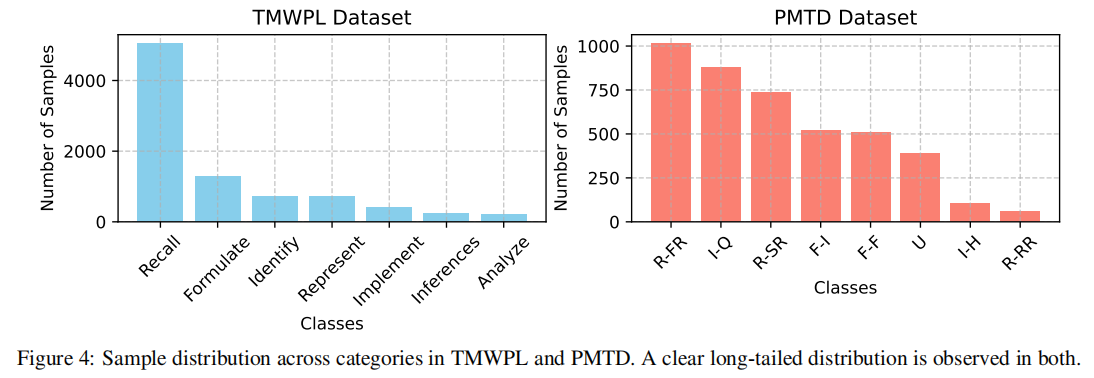 TMWPL Dataset
Number of Samples
4000
2000
0
Recall
Formulate
Identify
Represent
Implement
Inferences
Analyze
Classes
PMTD Dataset
Number of Samples
1000
750
500
250
0
R-FR
I-Q
R-SR
F-I
F-F
U
I-H
R-RR
Classes
Figure 4: Sample distribution across categories in TMWPL and PMTD. A clear long-tailed distribution is observed in both.